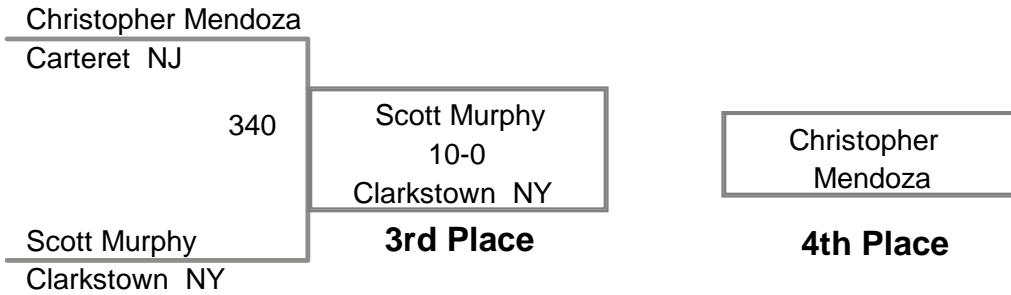 Christopher Mendoza
Carteret NJ
340
Scott Murphy
10-0
Clarkstown NY
3rd Place
Christopher
Mendoza
4th Place
Scott Murphy
Clarkstown NY